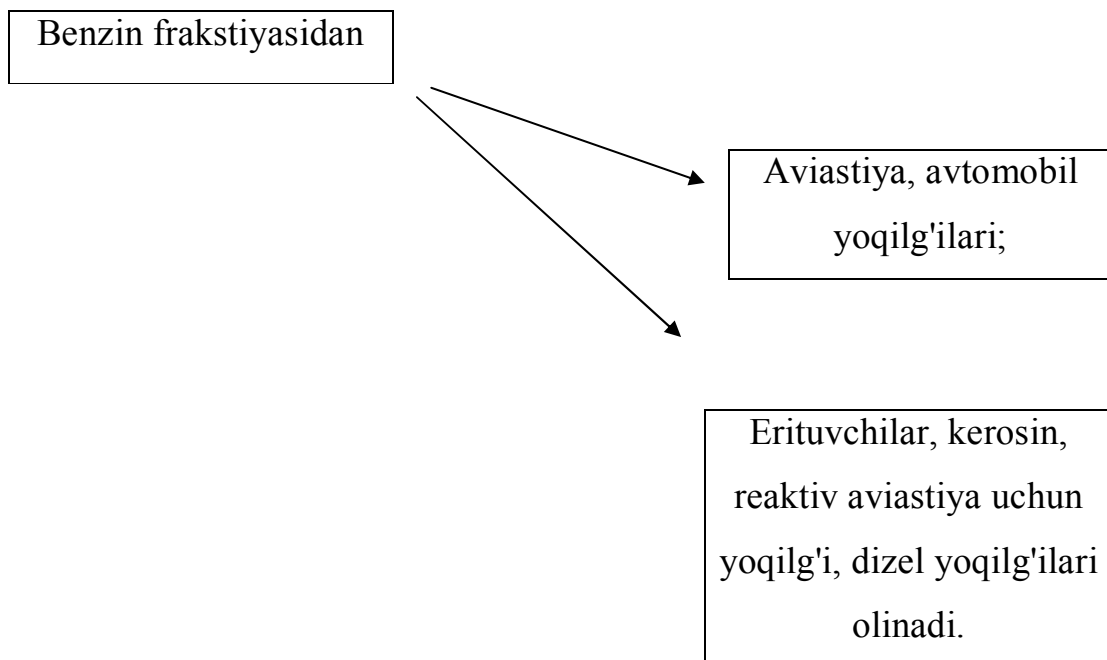 Benzin frakstiyasidan
Aviastiya, avtomobil
yoqilg'ilari;
Erituvchilar, kerosin,
reaktiv aviastiya uchun
yoqilg'i, dizel yoqilg'ilari
olinadi.